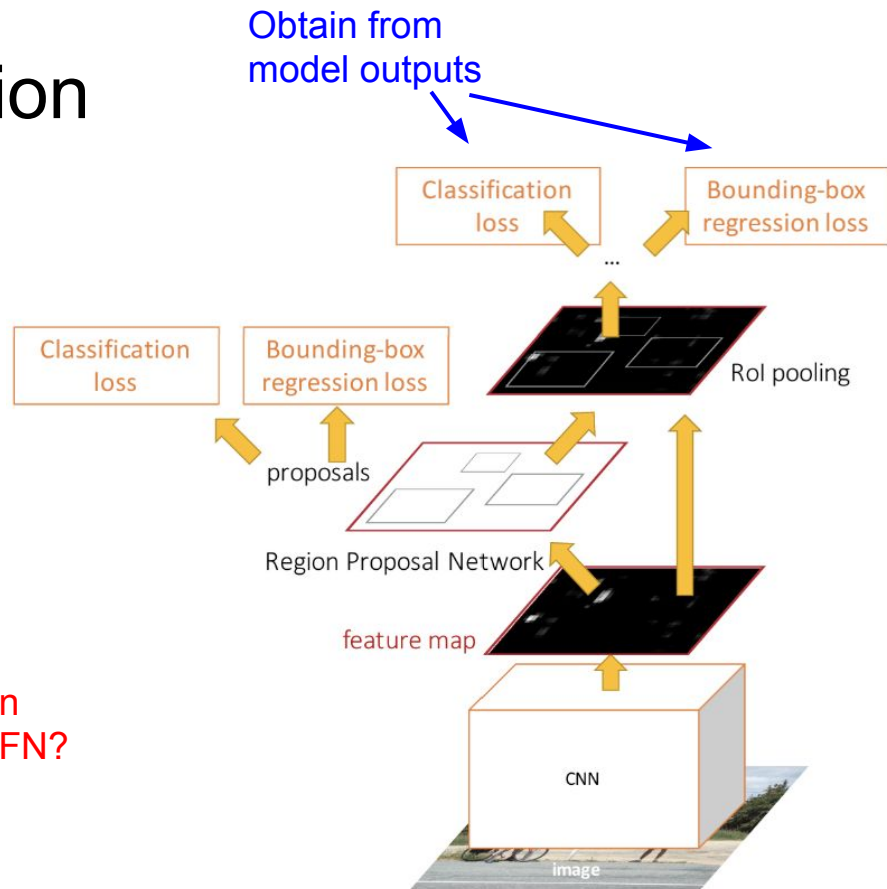 Obtain from
model outputs
ion
Classification
loss
Bounding-box
regression loss
...
Classification
loss
Bounding-box
regression loss
RoI pooling
proposals
Region Proposal Network
feature map
n
FN?
CNN
image